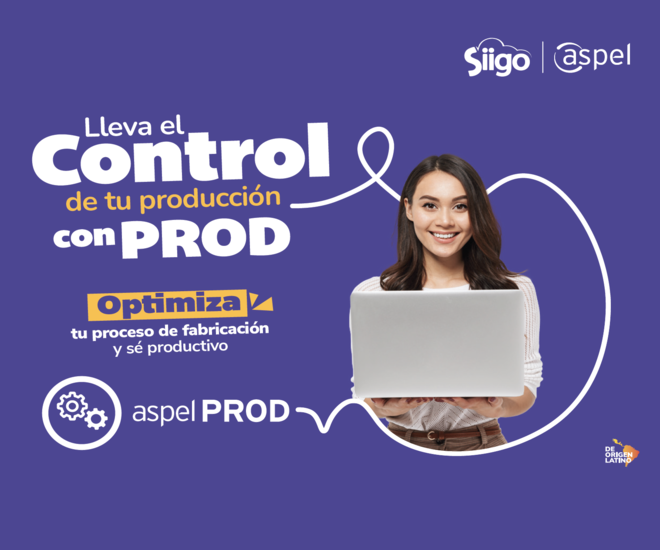 Siigo | aspel
Lleva el
Control
de tu producción
con PROD
Optimiza
tu proceso de fabricación
y sé productivo
aspel PROD
DE
ORIGEN
LATINO